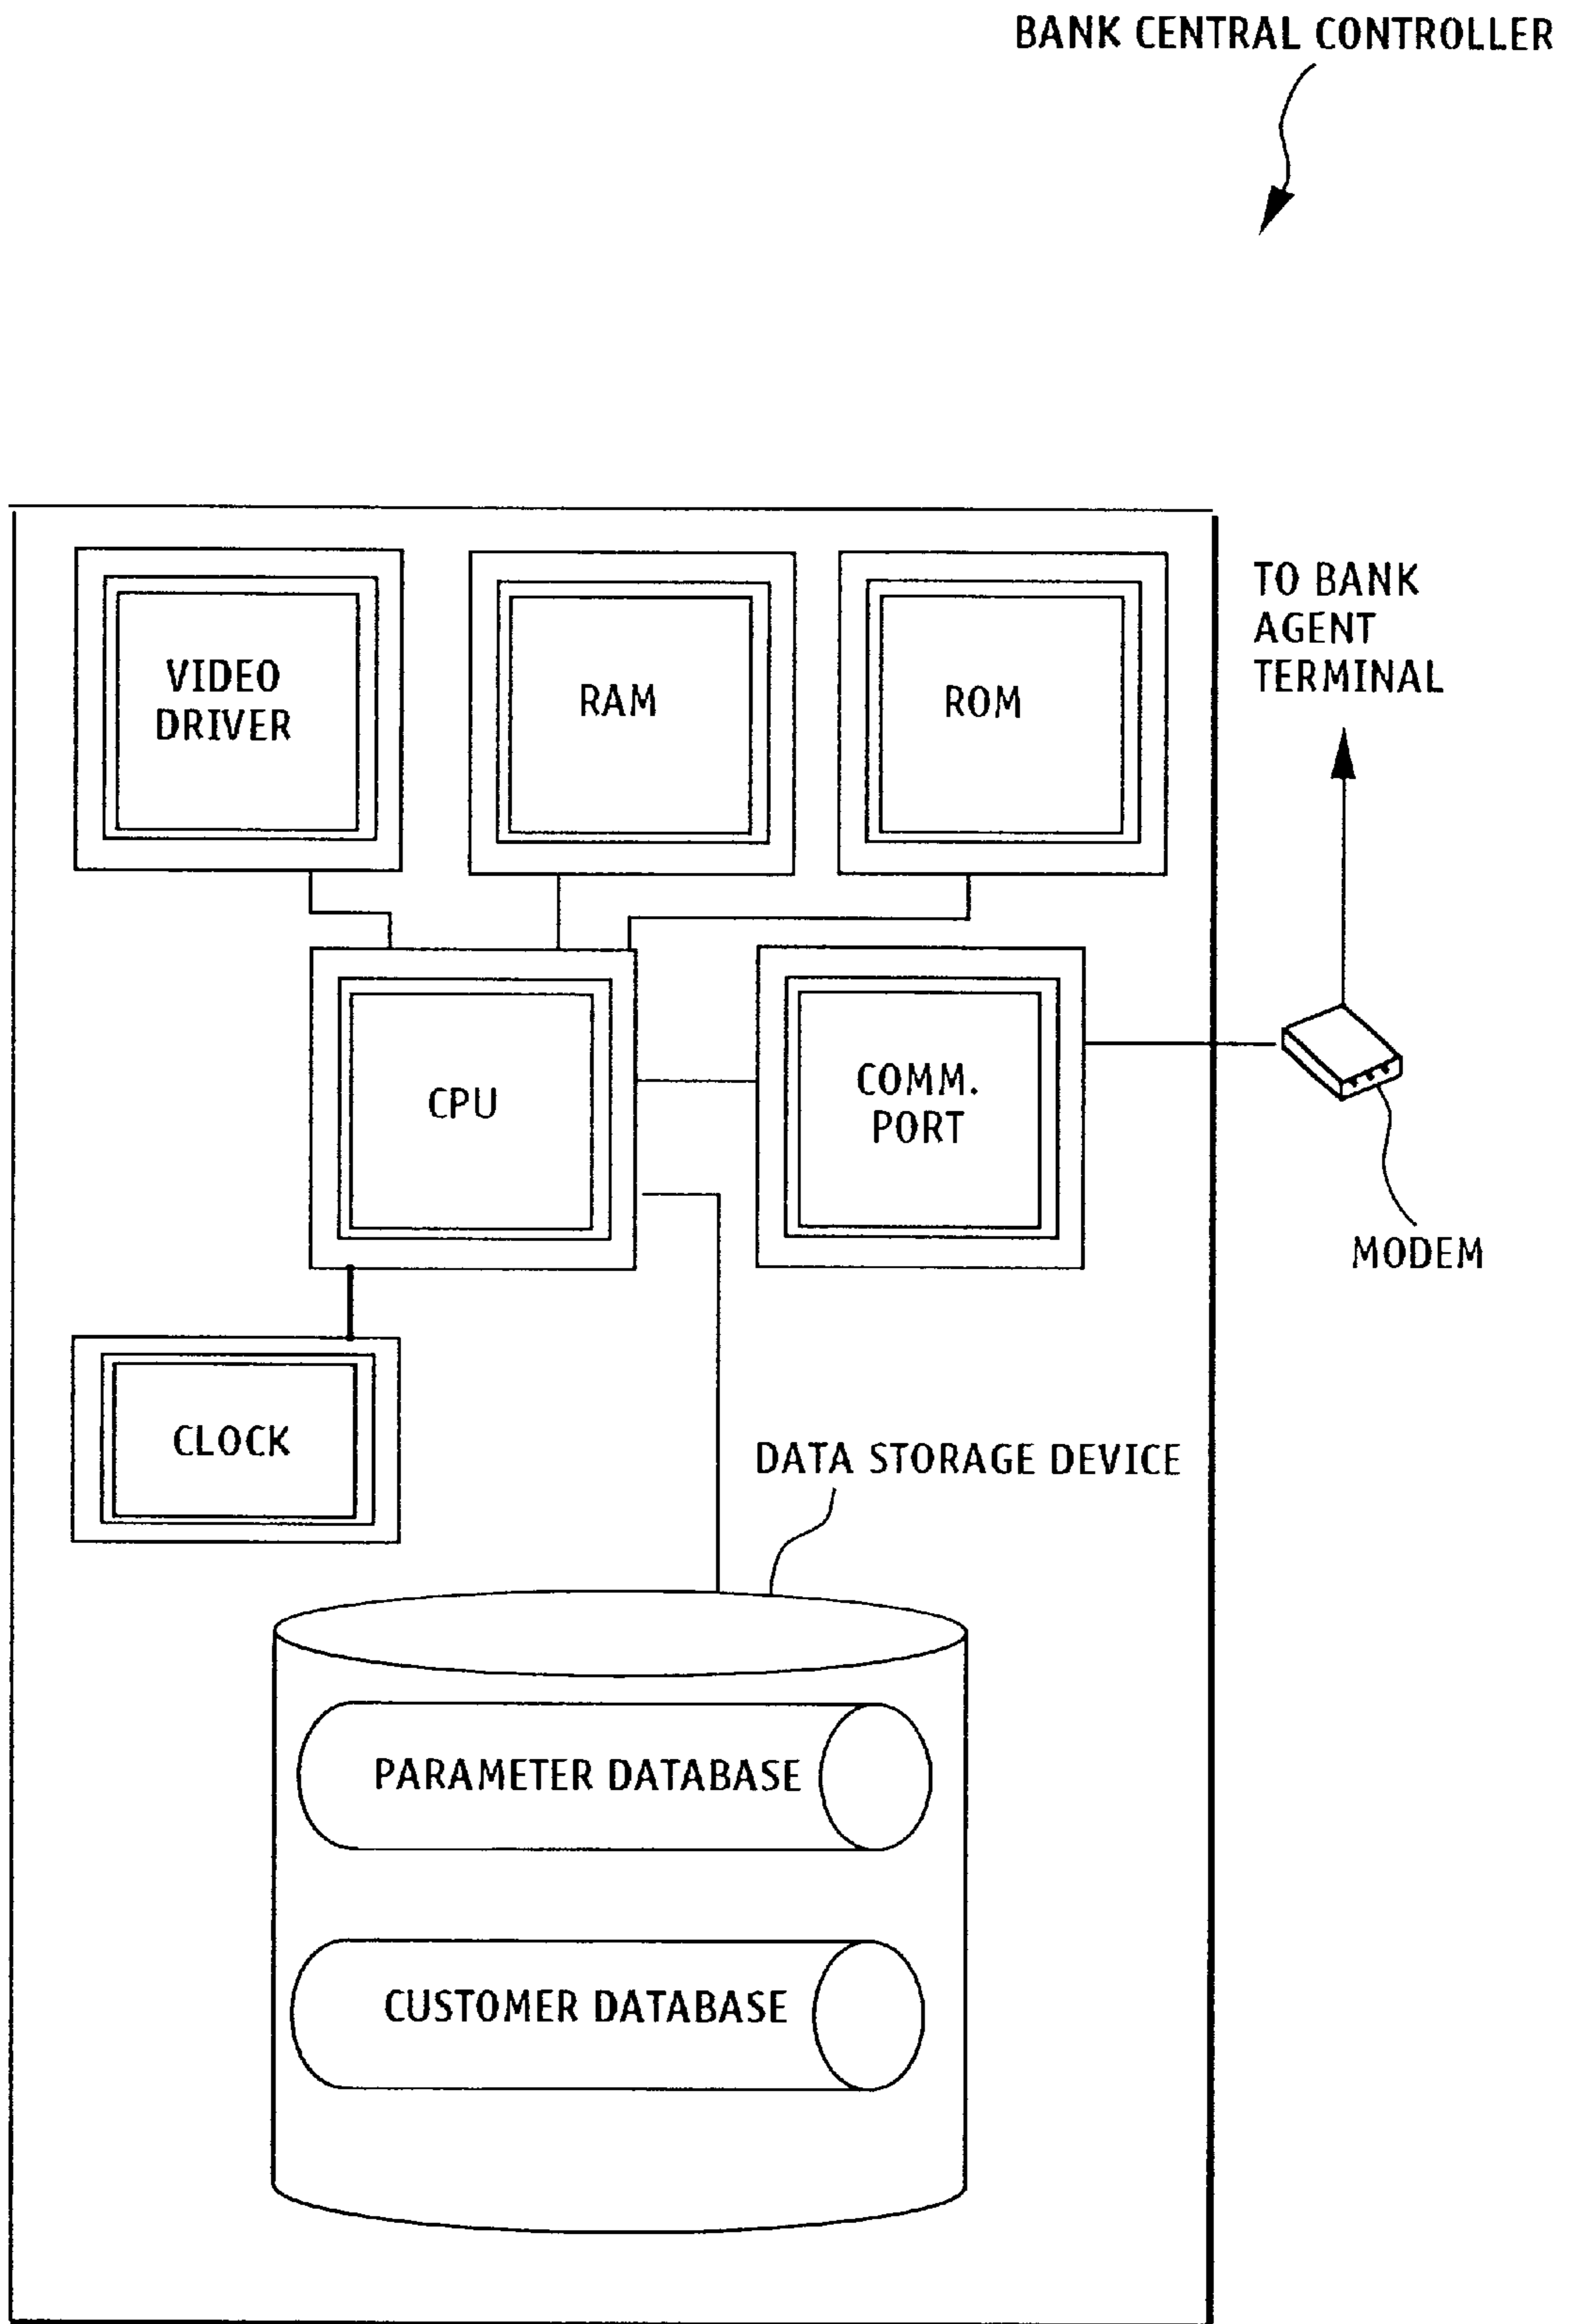 BANK CENTRAL CONTROLLER
TO BANK
AGENT
TERMINAL
VIDEO
DRIVER
RAM
ROM
CPU
COMM.
PORT
MODEM
CLOCK
DATA STORAGE DEVICE
PARAMETER DATABASE
CUSTOMER DATABASE